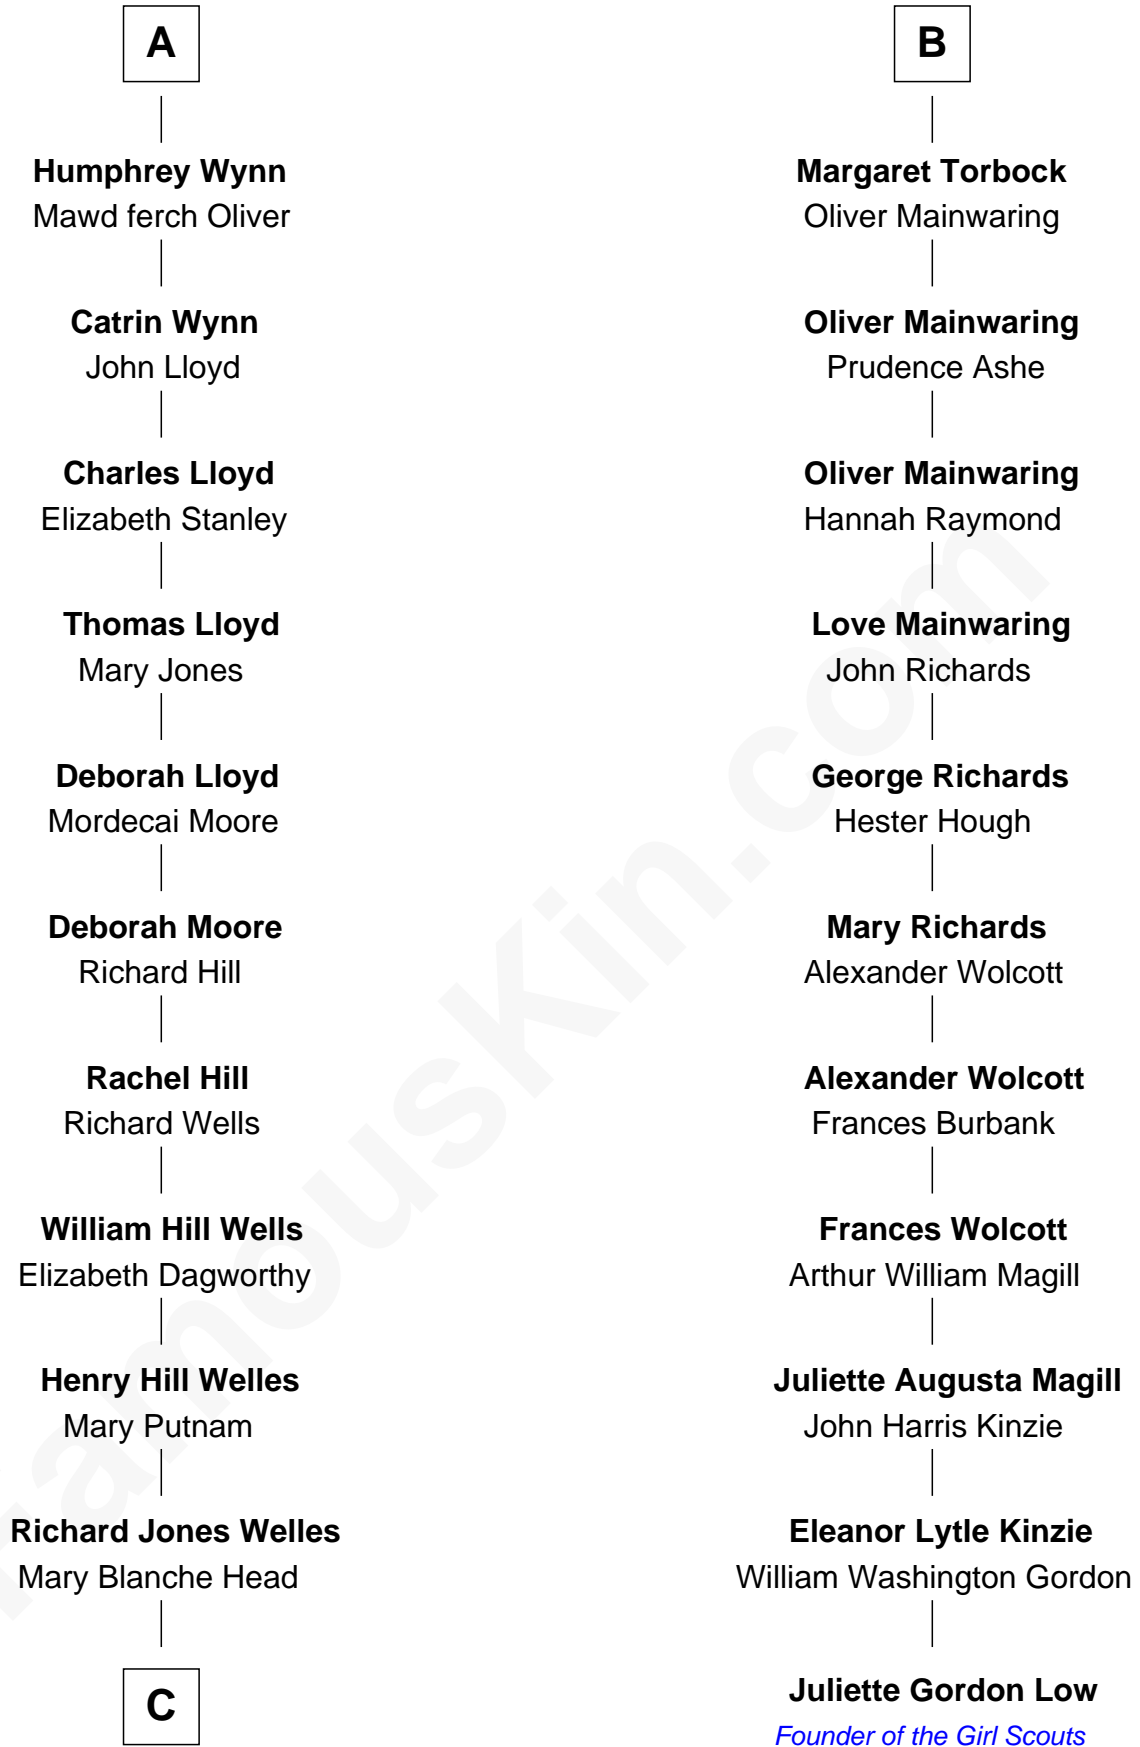 A
Humphrey Wynn
Mawd ferch Oliver
Catrin Wynn
John Lloyd
Charles Lloyd
Elizabeth Stanley
Thomas Lloyd
Mary Jones
Deborah Lloyd
Mordecai Moore
Deborah Moore
Richard Hill
Rachel Hill
Richard Wells
William Hill Wells
Elizabeth Dagworthy
Henry Hill Welles
Mary Putnam
Richard Jones Welles
Mary Blanche Head
C
B
Margaret Torbock
Oliver Mainwaring
Oliver Mainwaring
Prudence Ashe
Oliver Mainwaring
Hannah Raymond
Love Mainwaring
John Richards
George Richards
Hester Hough
Mary Richards
Alexander Wolcott
Alexander Wolcott
Frances Burbank
Frances Wolcott
Arthur William Magill
Juliette Augusta Magill
John Harris Kinzie
Eleanor Lytle Kinzie
William Washington Gordon
Juliette Gordon Low
Founder of the Girl Scouts
FamousKin.com